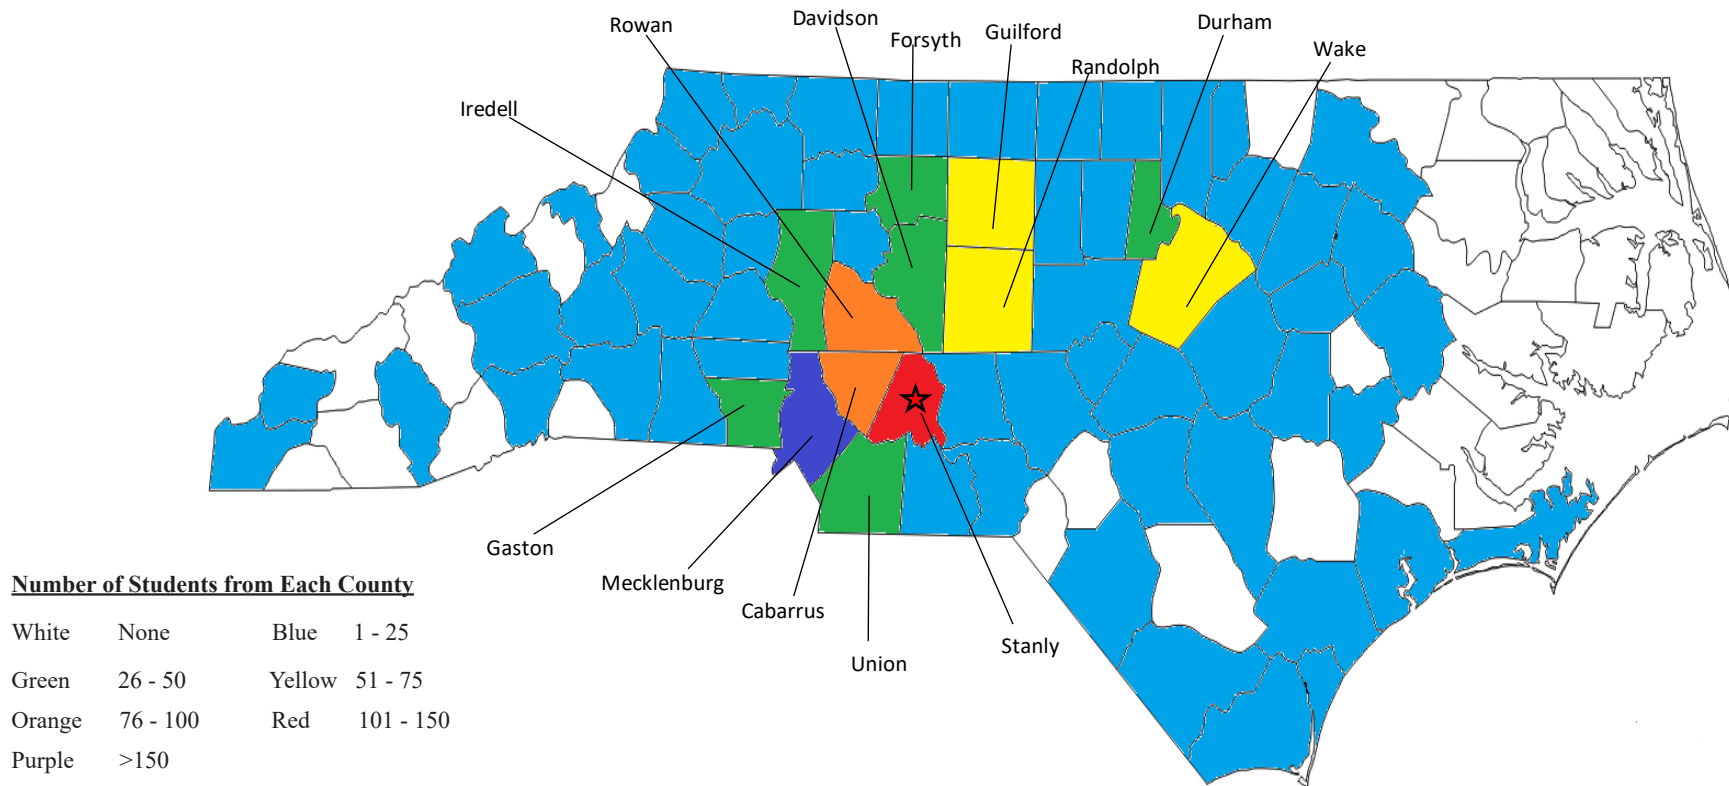 Rowan
Davidson
Forsyth
Guilford
Durham
Wake
Randolph
Iredell
Gaston
Mecklenburg
Cabarrus
Union
Stanly
Number of Students from Each County
White None Blue 1 - 25
Green 26 - 50 Yellow 51 - 75
Orange 76 - 100 Red 101 - 150
Purple >150